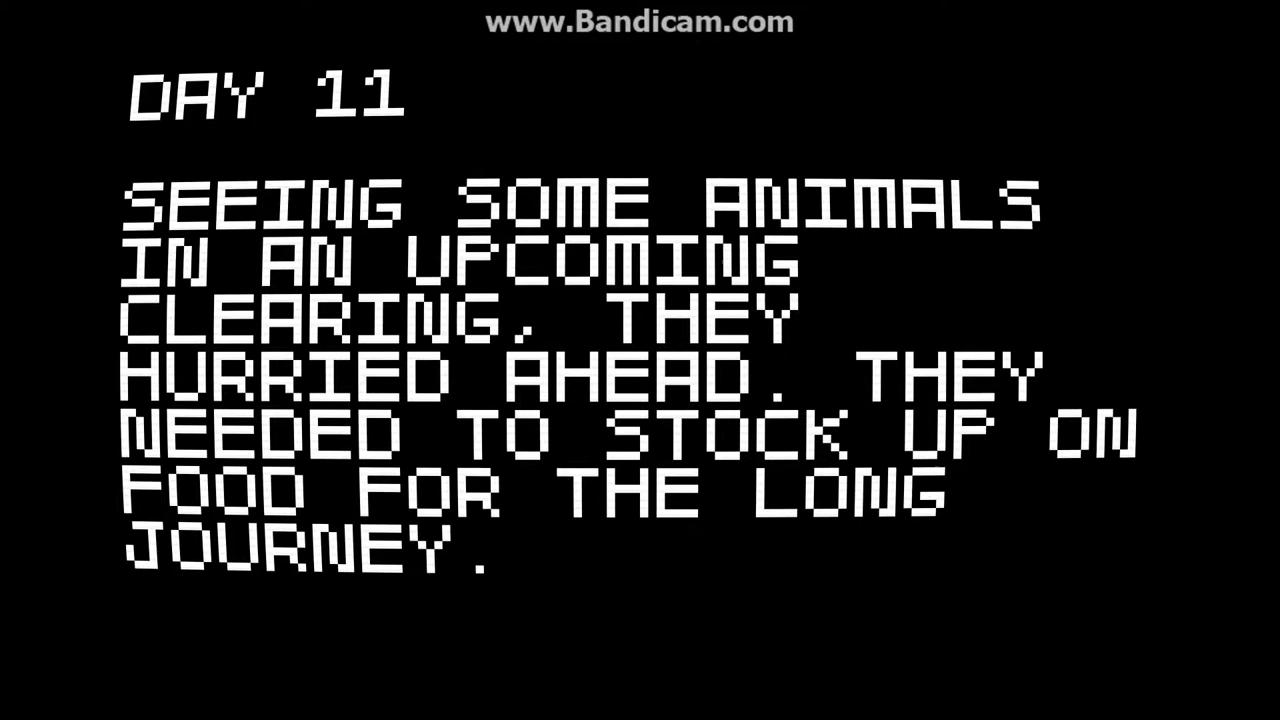 www.Bandicam.com
DAY 11
SEEING SOME ANIMALS
IN AN UPCOMING
CLEARING, THEY
HURRIED AHEAD. THEY
NEEDED TO STOCK UP ON
FOOD FOR THE LONG
JOURNEY.